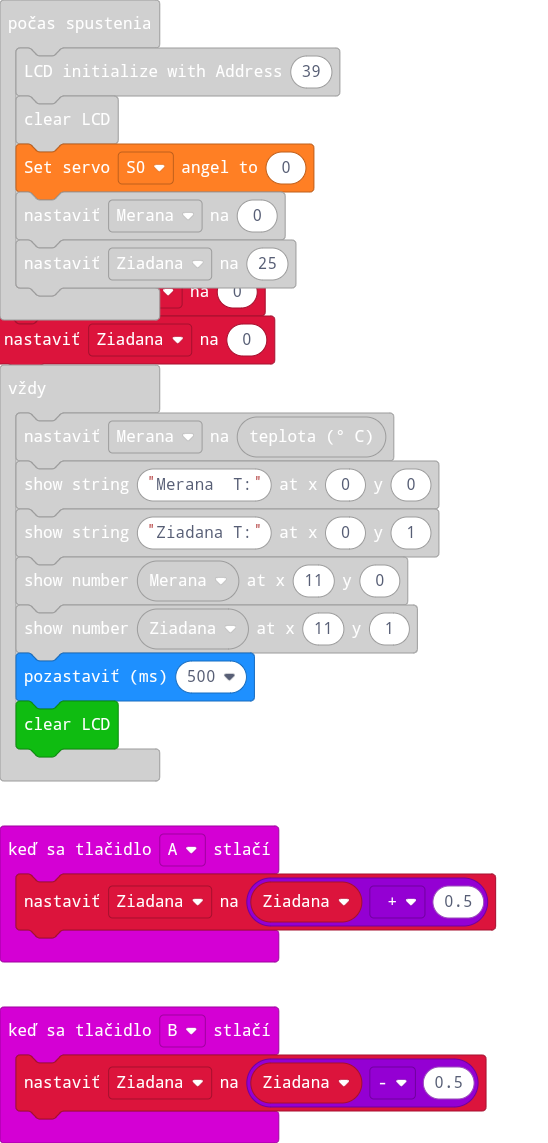 počas spustenia
LCD initialize with Address 39
clear LCD
Set servo S0 angel to 0
nastaviť Merana na 0
nastaviť Ziadana na 25
na 0
nastaviť Ziadana na 0
vždy
nastaviť Merana na teplota (° C)
show string "Merana  T:" at x 0 y 0
show string "Ziadana T:" at x 0 y 1
show number Merana at x 11 y 0
show number Ziadana at x 11 y 1
pozastaviť (ms) 500
clear LCD
keď sa tlačidlo A stlačí
nastaviť Ziadana na Ziadana + 0.5
keď sa tlačidlo B stlačí
nastaviť Ziadana na Ziadana - 0.5